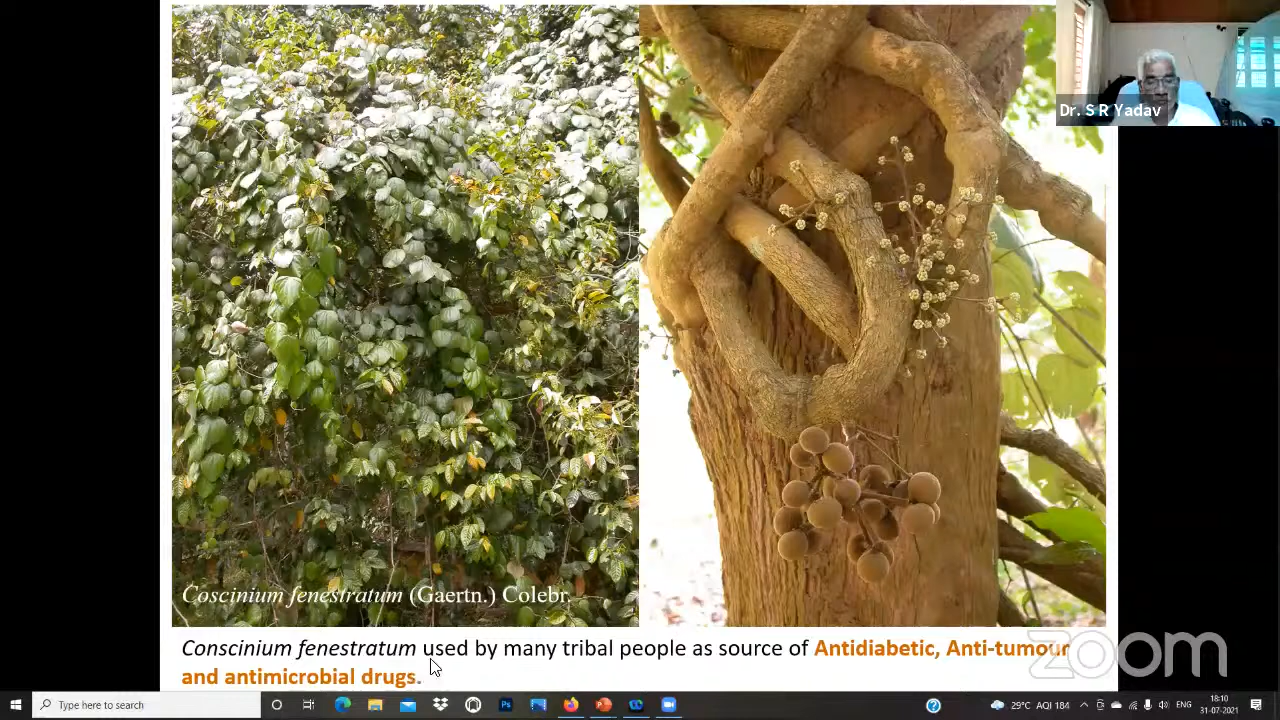 Dr. S R Yadav
Coscinium fenestratum (Gaertn.) Colebr.
Conscinium fenestratum used by many tribal people as source of Antidiabetic, Anti-tumour
and antimicrobial drugs.
zoom
Type here to search
29°C AQI 184
ENG
18:10
31-07-2021